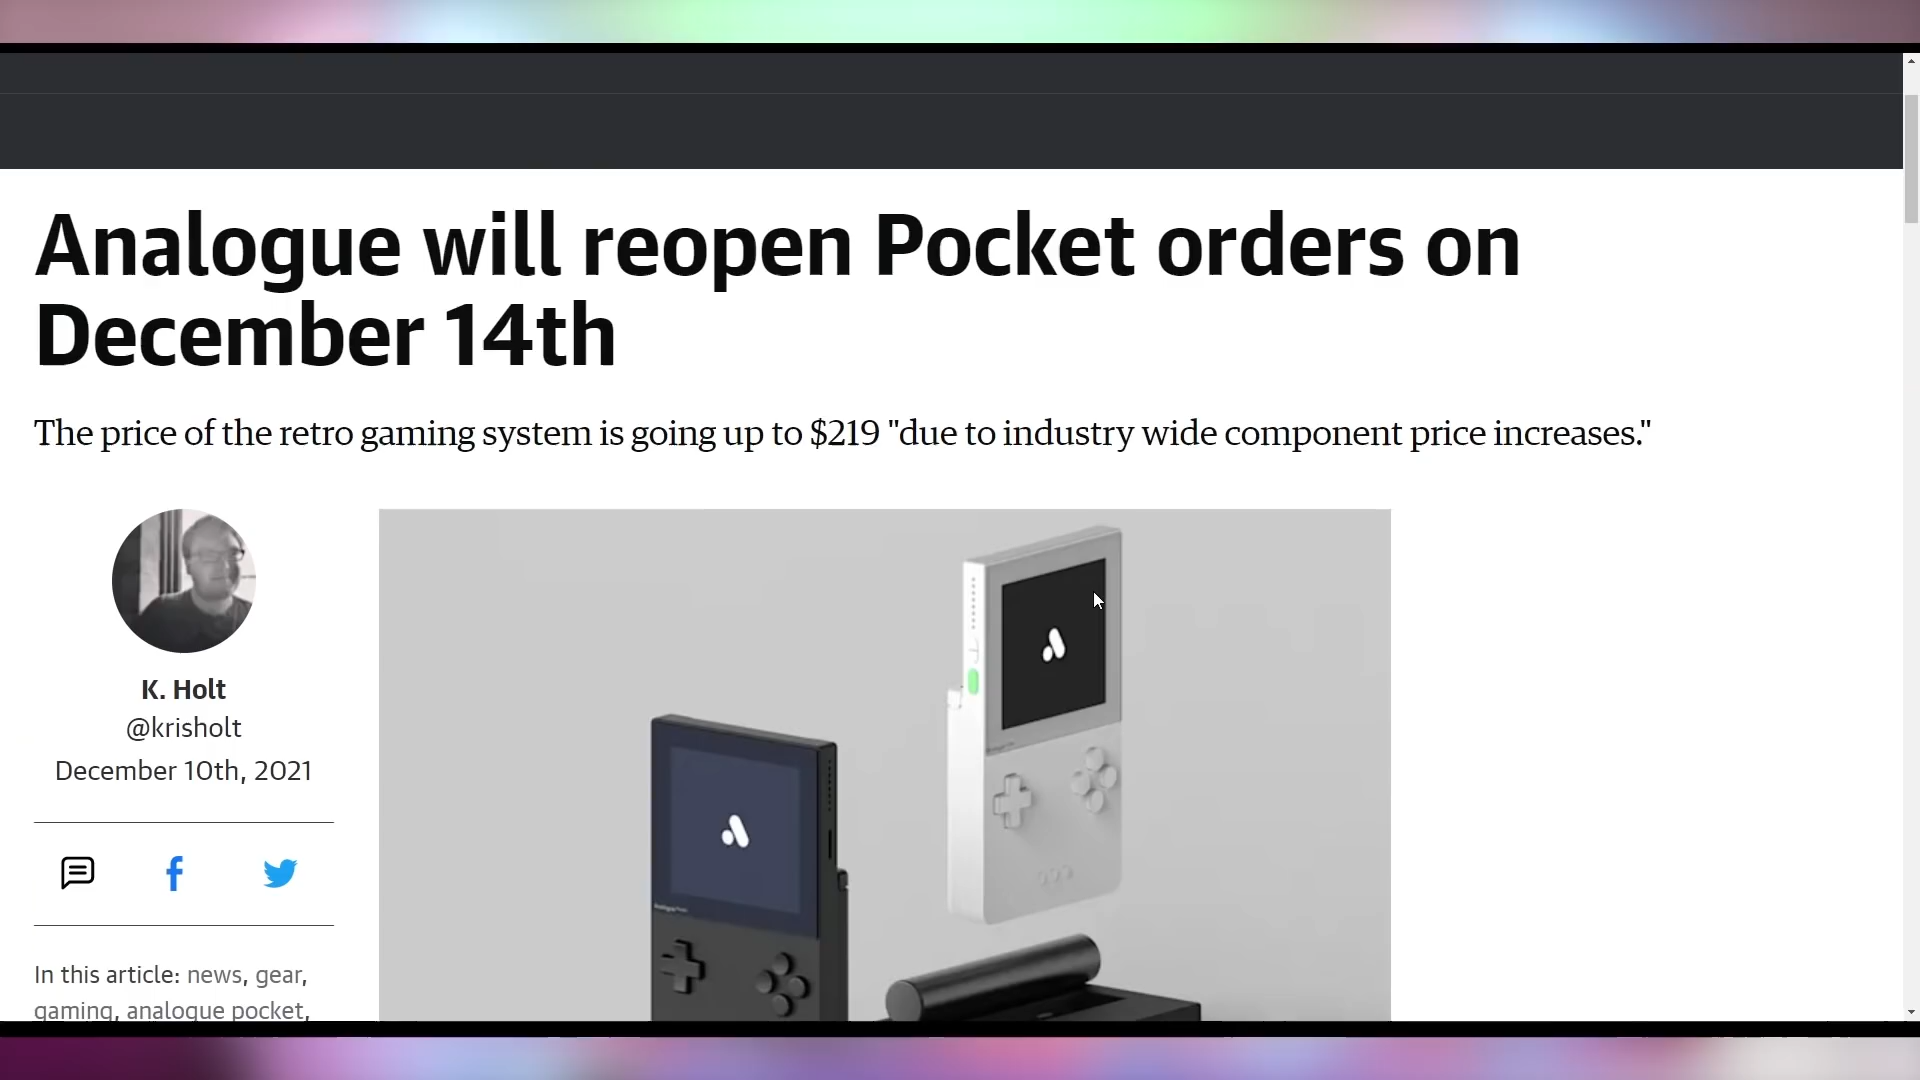 Analogue will reopen Pocket orders on
December 14th
The price of the retro gaming system is going up to $219 "due to industry wide component price increases."
K. Holt
@krisholt
December 10th, 2021
In this article: news, gear,
gaming, analogue pocket,